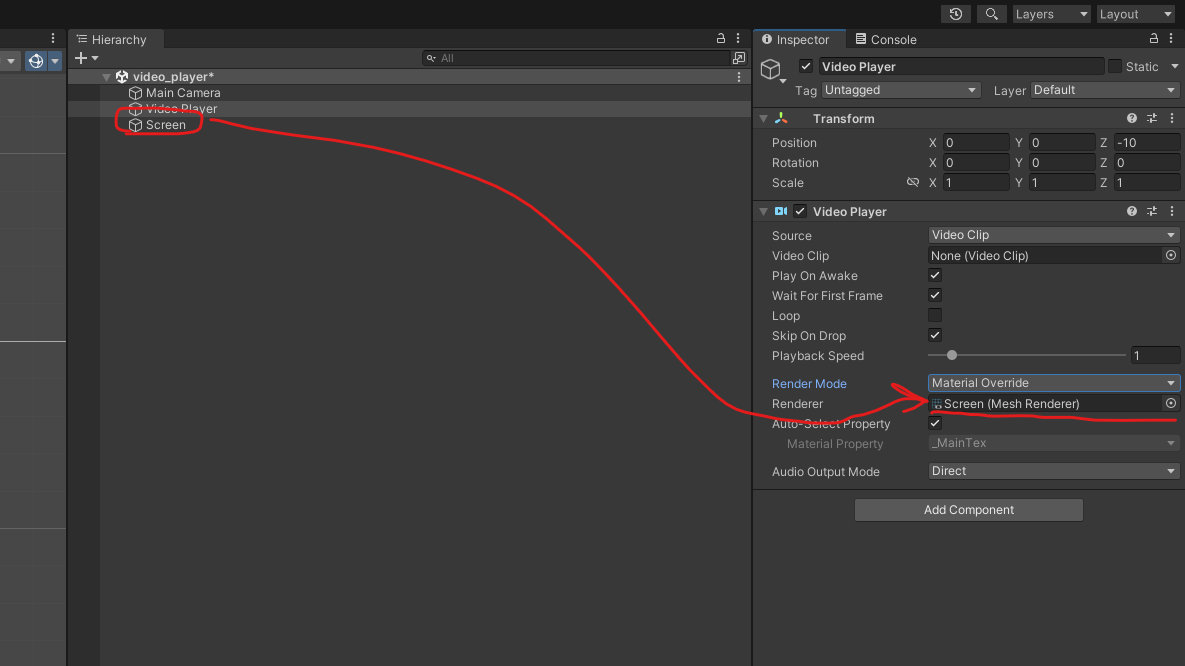 Layers Layout
Hierarchy
Inspector Console
All
video_player*
Main Camera
Video Player
Screen
Video Player Static
Tag Untagged Layer Default
Transform
Position X 0 Y 0 Z -10
Rotation X 0 Y 0 Z 0
Scale X 1 Y 1 Z 1
Video Player
Source Video Clip
Video Clip None (Video Clip)
Play On Awake
Wait For First Frame
Loop
Skip On Drop
Playback Speed 1
Render Mode Material Override
Renderer Screen (Mesh Renderer)
Auto-Select Property
Material Property _MainTex
Audio Output Mode Direct
Add Component